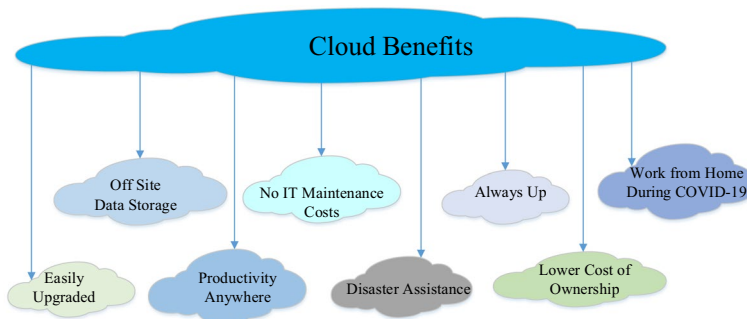 Cloud Benefits
Off Site
Data Storage
No IT Maintenance
Costs
Always Up
Work from Home
During COVID-19
Easily
Upgraded
Productivity
Anywhere
Disaster Assistance
Lower Cost of
Ownership